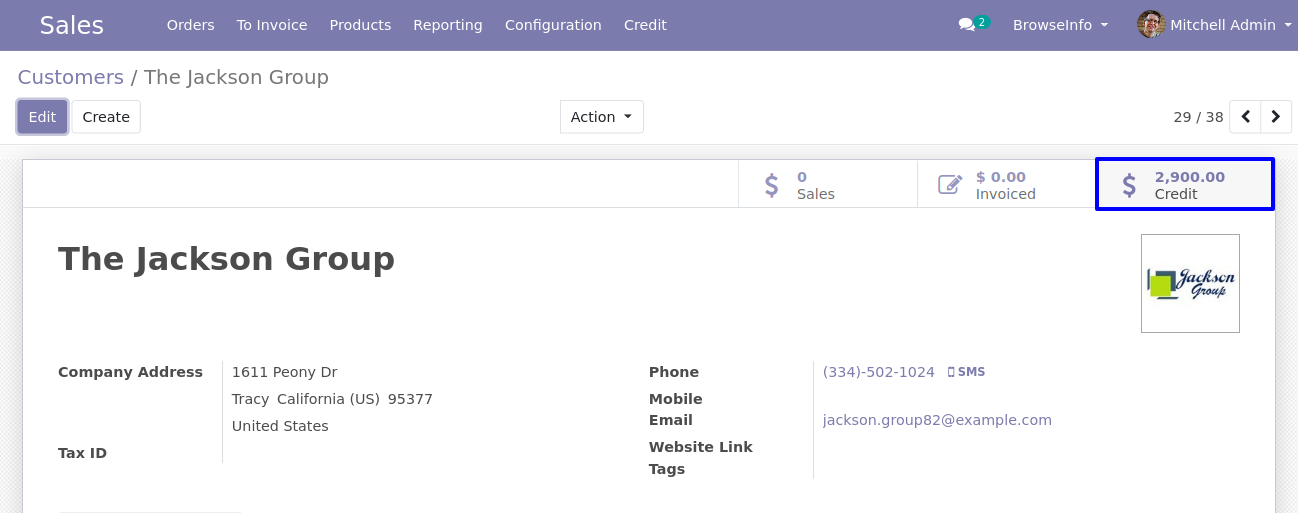 Sales Orders To Invoice Products Reporting Configuration Credit 2 BrowseInfo Mitchell Admin
Customers / The Jackson Group
Edit Create Action 29 / 38
0
Sales
$ 0.00
Invoiced
2,900.00
Credit
The Jackson Group
Jackson
Group
Company Address 1611 Peony Dr
Tracy California (US) 95377
United States
Tax ID
Phone (334)-502-1024 SMS
Mobile
Email jackson.group82@example.com
Website Link
Tags